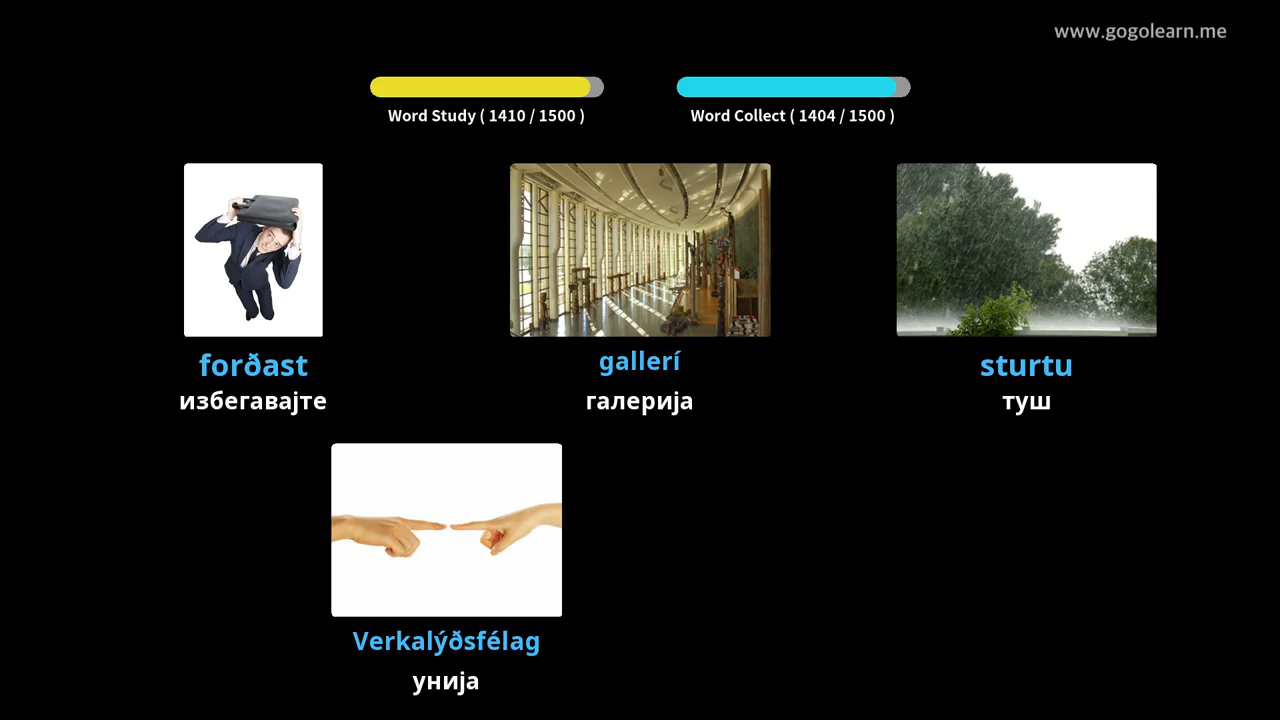 www.gogolearn.me
Word Study ( 1410 / 1500 )
Word Collect ( 1404 / 1500 )
forðast
избегавајте
gallerí
галерија
sturtu
туш
Verkalýðsfélag
унија